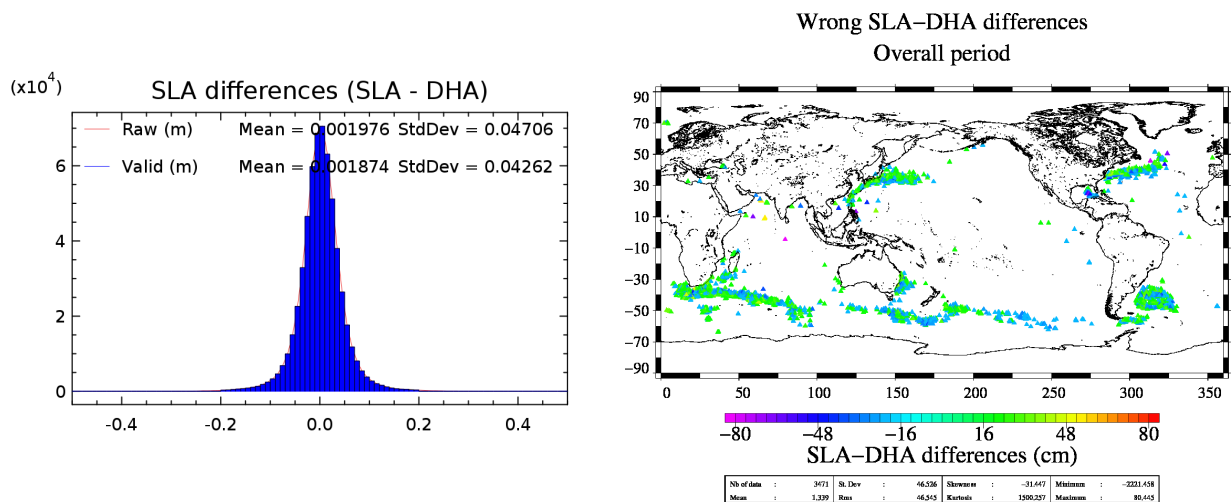 (x10⁴)
SLA differences (SLA - DHA)
Raw (m) Mean = 0.001976 StdDev = 0.04706
Valid (m) Mean = 0.001874 StdDev = 0.04262
6
4
2
0
-0.4 -0.2 0.0 0.2 0.4
Wrong SLA−DHA differences
Overall period
90
70
50
30
10
−10
−30
−50
−70
−90
0 50 100 150 200 250 300 350
−80 −48 −16 16 48 80
SLA−DHA differences (cm)
Nb of data : 3471 St. Dev : 46.526 Skewness : −31.447 Minimum : −2221.458
Mean : 1.339 Rms : 46.545 Kurtosis : 1500.257 Maximum : 80.445